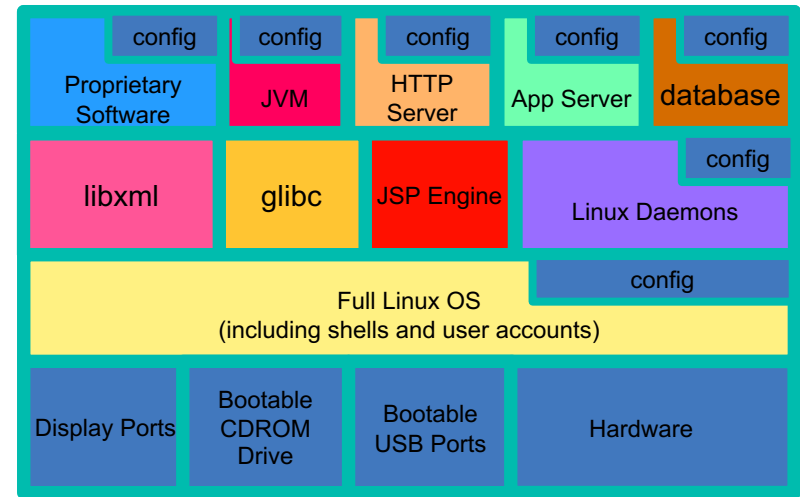 config
config
config
config
config
Proprietary
Software
JVM
HTTP
Server
App Server
database
config
libxml
glibc
JSP Engine
Linux Daemons
config
Full Linux OS
(including shells and user accounts)
Display Ports
Bootable
CDROM
Drive
Bootable
USB Ports
Hardware